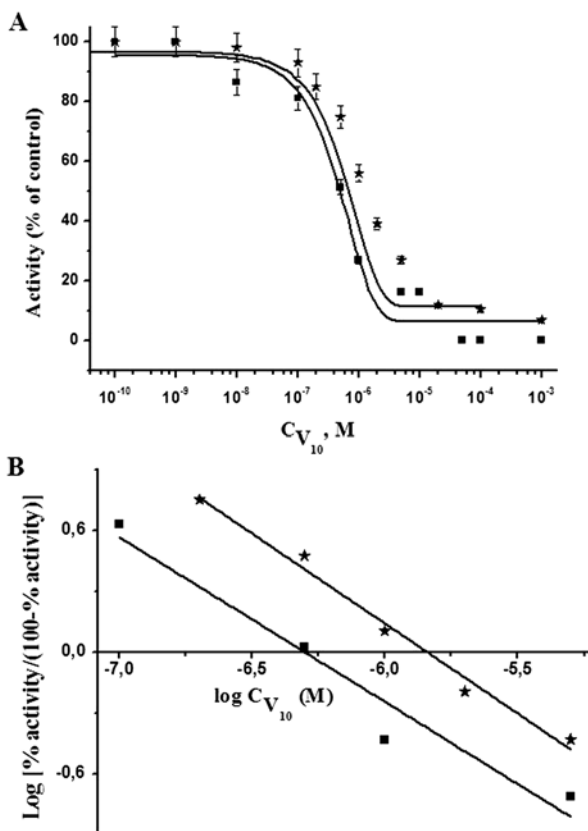 A
Activity (% of control)
100
80
60
40
20
0
10⁻¹⁰ 10⁻⁹ 10⁻⁸ 10⁻⁷ 10⁻⁶ 10⁻⁵ 10⁻⁴ 10⁻³
C_V₁₀, M
B
Log [% activity/(100-% activity)]
0,6
0,0
-0,6
-7,0 -6,5 -6,0 -5,5
log C_V₁₀ (M)